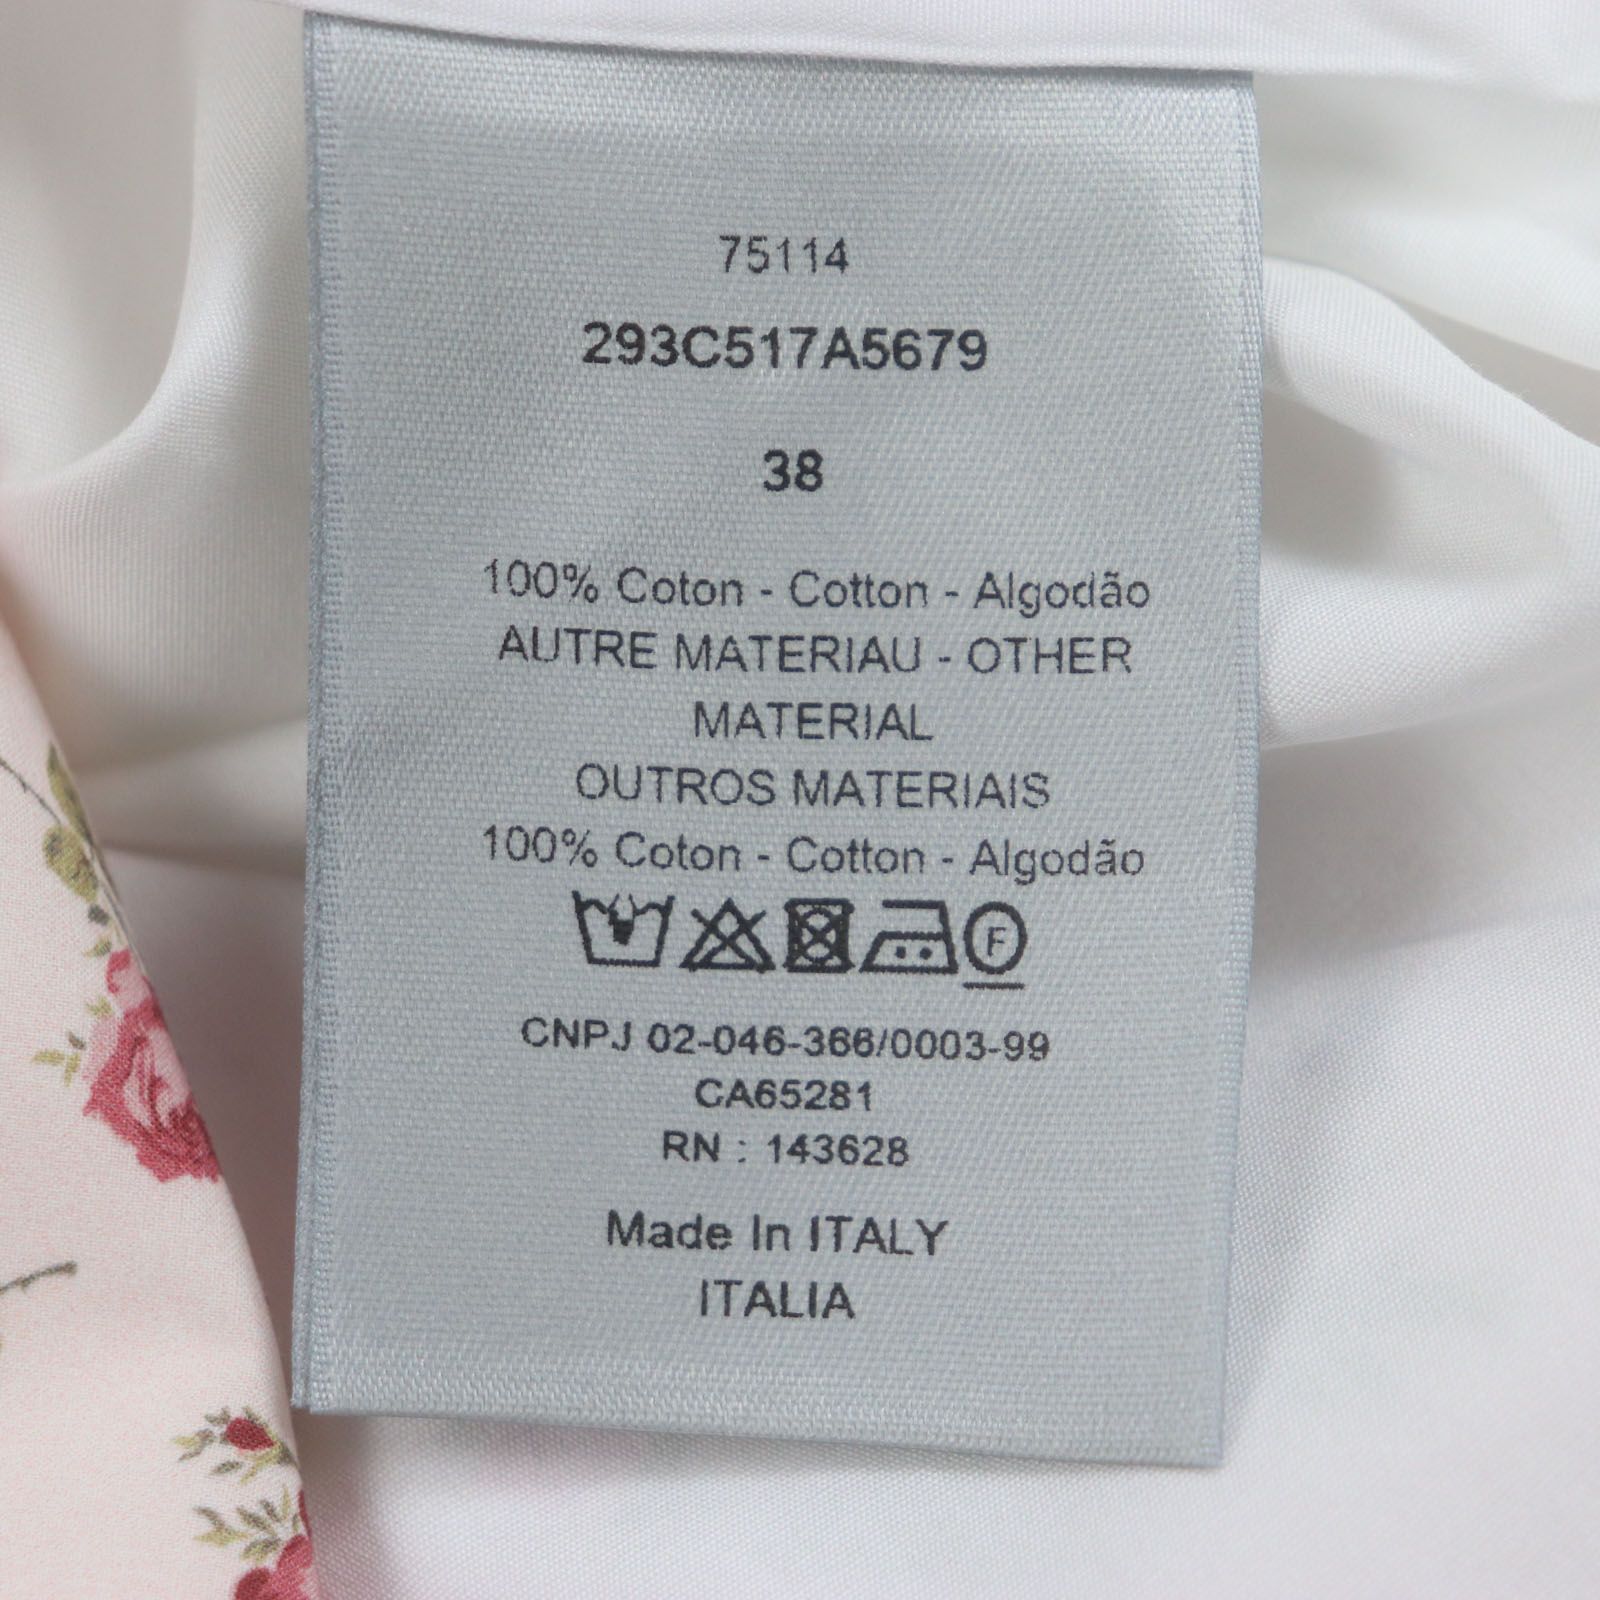 75114
293C517A5679
38
100% Coton - Cotton - Algodão
AUTRE MATERIAU - OTHER
MATERIAL
OUTROS MATERIAIS
100% Coton - Cotton - Algodão
F
CNPJ 02-046-366/0003-99
CA65281
RN : 143628
Made In ITALY
ITALIA